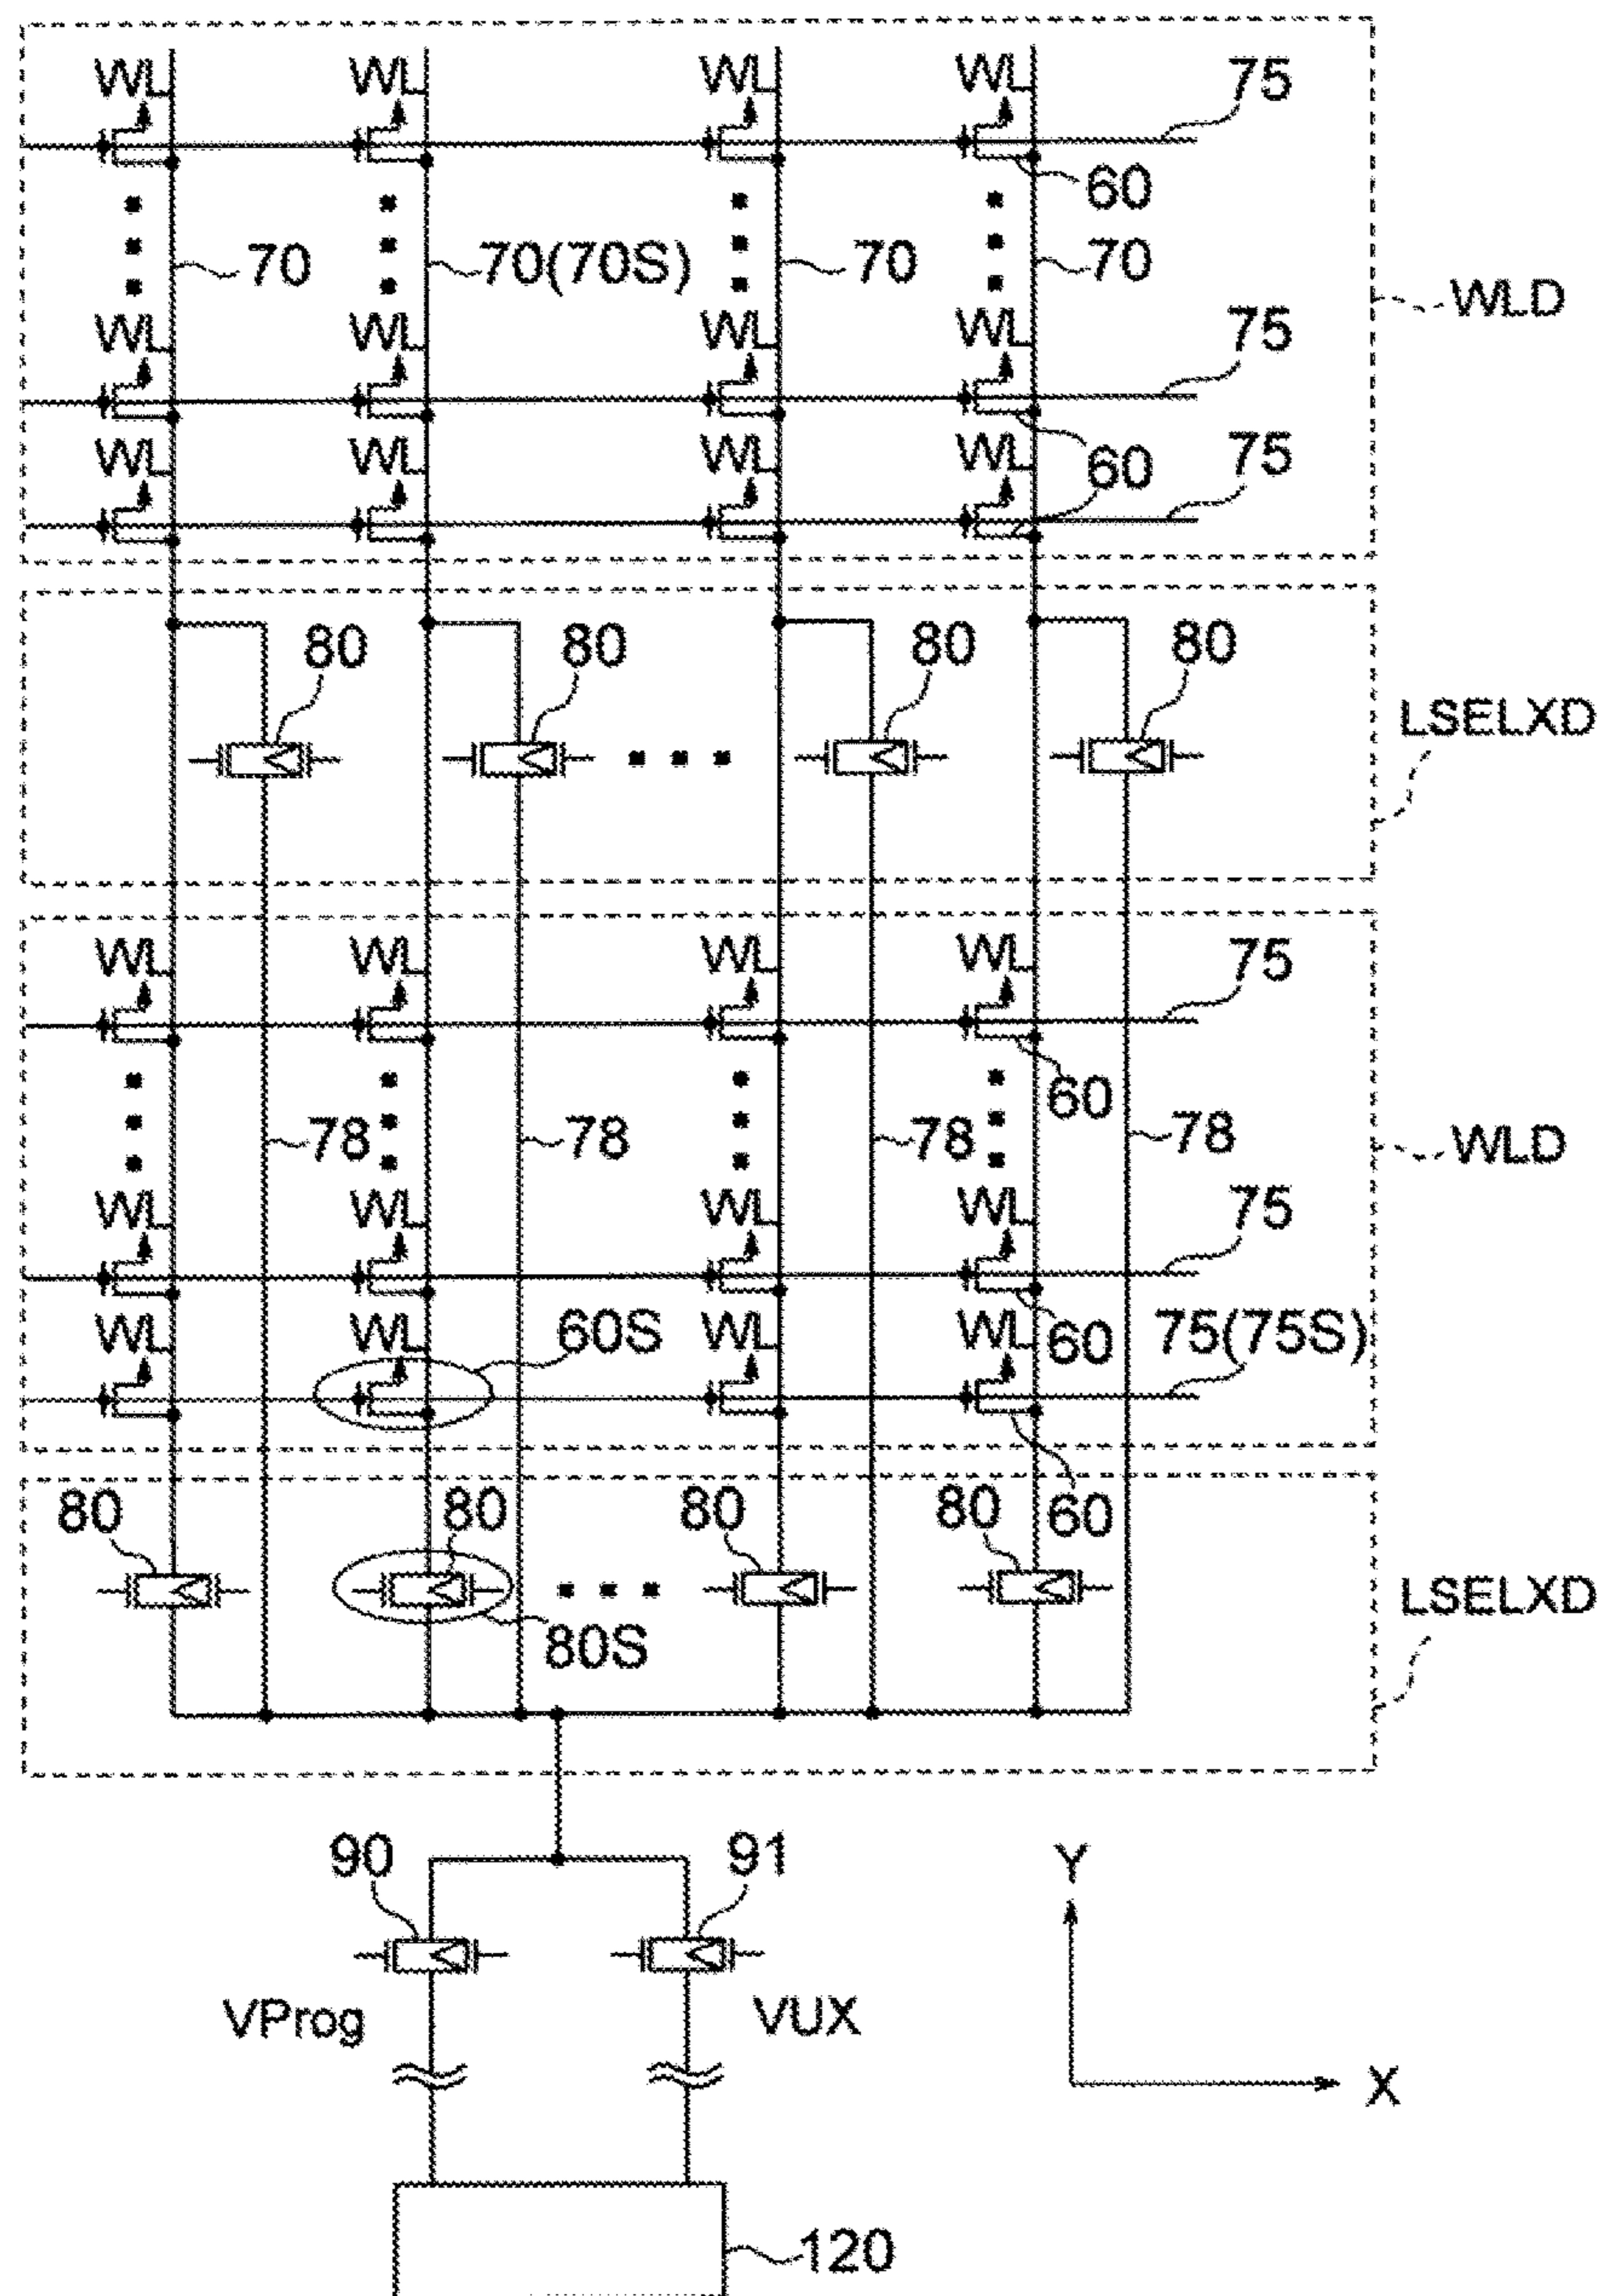 WL WL WL WL 75
60
70 70(70S) 70 70
WLD
WL WL WL WL 75
WL WL WL WL 60 75
80 80 80 80
LSELXD
WL WL WL WL 75
60
78 78 78 78
WLD
WL WL WL WL 75
WL WL 60S WL WL 60 75(75S)
80 80 80 80 60
LSELXD
80S
90 91
Y
VProg VUX
X
120